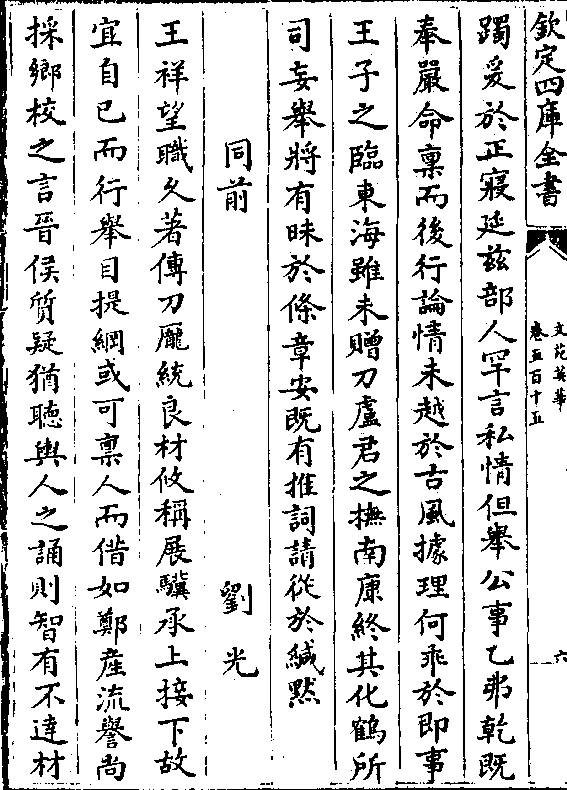 欽定四庫全書
文苑英華
卷五百十五
六
躅爰於正寢延兹部人罕言私情但舉公事乙弗乾既
奉嚴命稟而後行論情未越於古風據理何乖於即事
王子之臨東海雖未贈刀盧君之撫南康終其化鶴所
司妄舉將有昧於條章安既有推詞請從於緘黙
同前
劉光
王祥望職乆著傳刀龎統良材攸稱展驥承上接下故
宜自已而行舉目提綱或可稟人而借如鄭産流譽尚
採鄉校之言晉侯質疑猶聽輿人之誦則智有不逹材